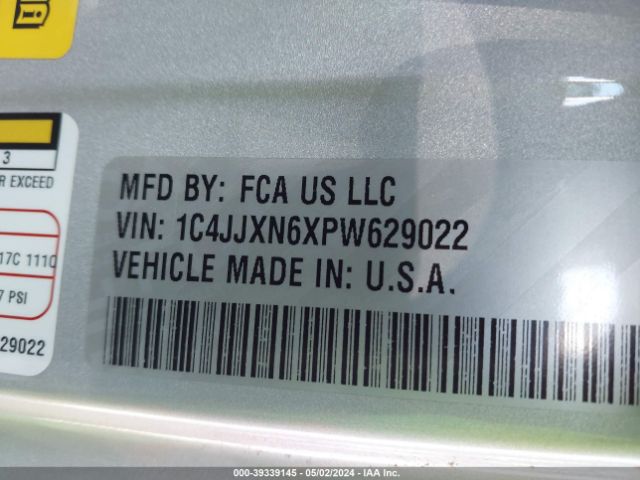 3
R EXCEED
17C 1110
7 PSI
29022
MFD BY: FCA US LLC
VIN: 1C4JJXN6XPW629022
VEHICLE MADE IN: U.S.A.
000-39339145 - 05/02/2024 - IAA Inc.